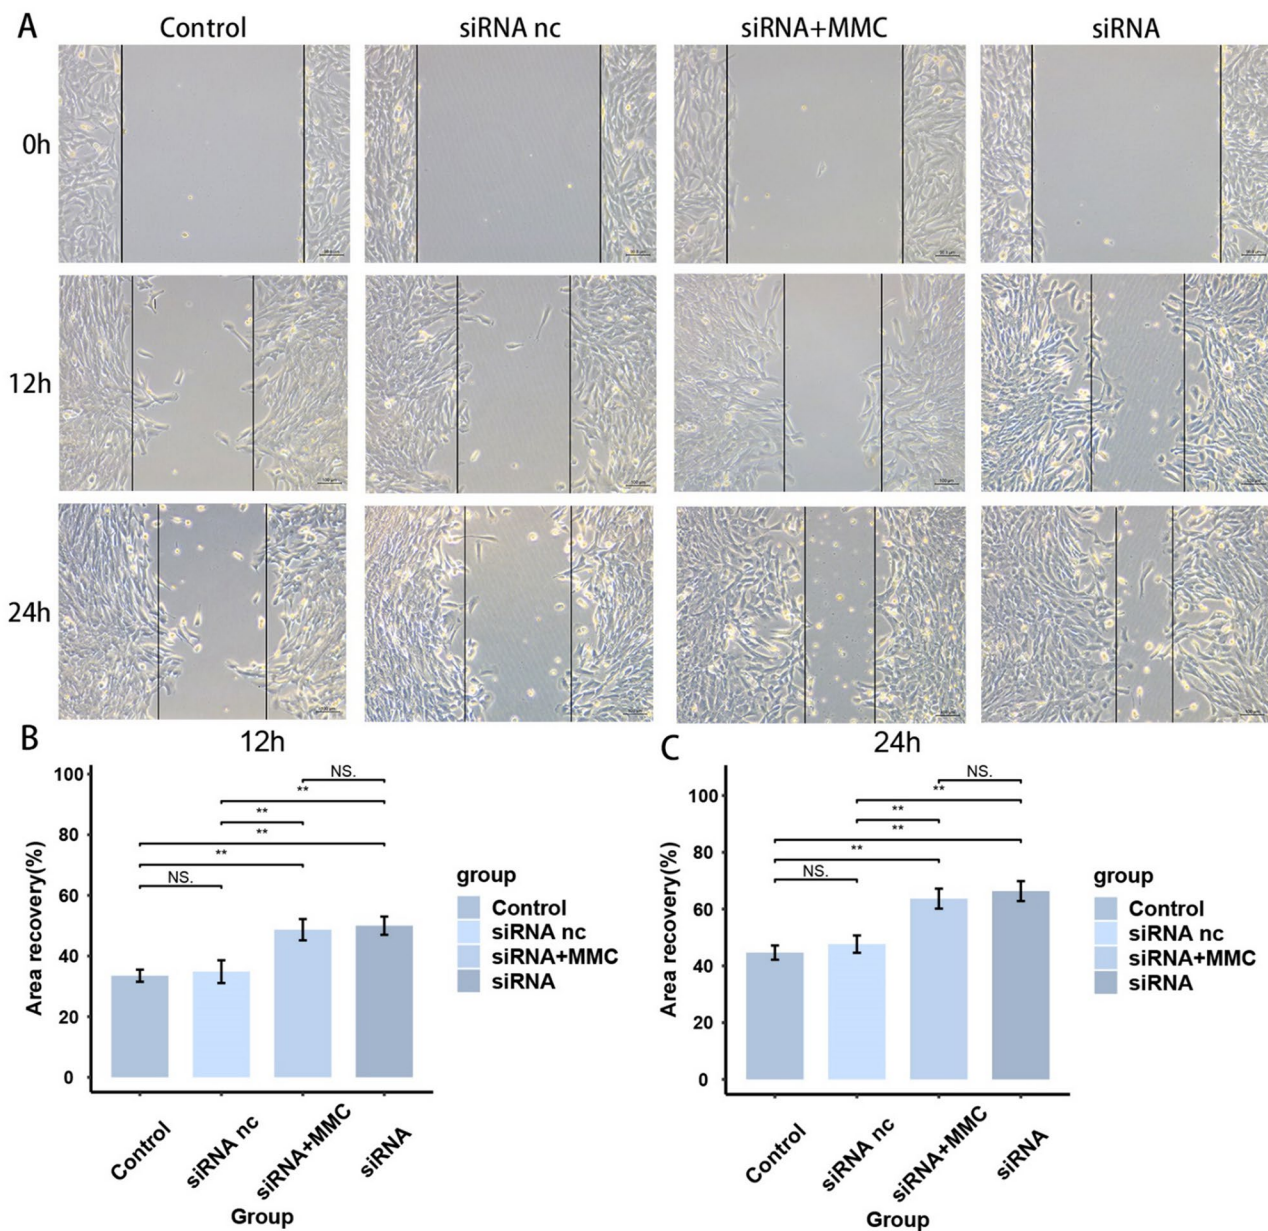 A
Control siRNA nc siRNA+MMC siRNA
0h
12h
24h
B
12h
100
80
60
40
20
0
Area recovery(%)
NS.
**
**
**
**
NS.
group
Control
siRNA nc
siRNA+MMC
siRNA
Control siRNA nc siRNA+MMC siRNA
Group
C
24h
100
80
60
40
20
0
Area recovery(%)
NS.
**
**
**
**
NS.
group
Control
siRNA nc
siRNA+MMC
siRNA
Control siRNA nc siRNA+MMC siRNA
Group